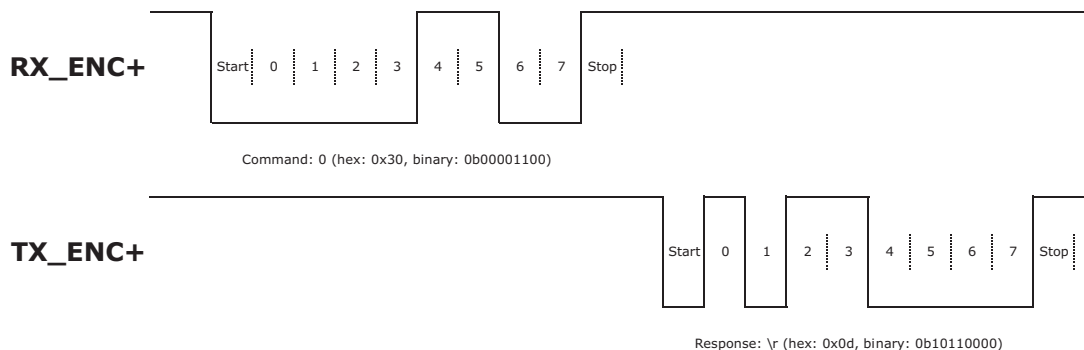 RX_ENC+ Start 0 1 2 3 4 5 6 7 Stop
Command: 0 (hex: 0x30, binary: 0b00001100)
TX_ENC+ Start 0 1 2 3 4 5 6 7 Stop
Response: \r (hex: 0x0d, binary: 0b10110000)